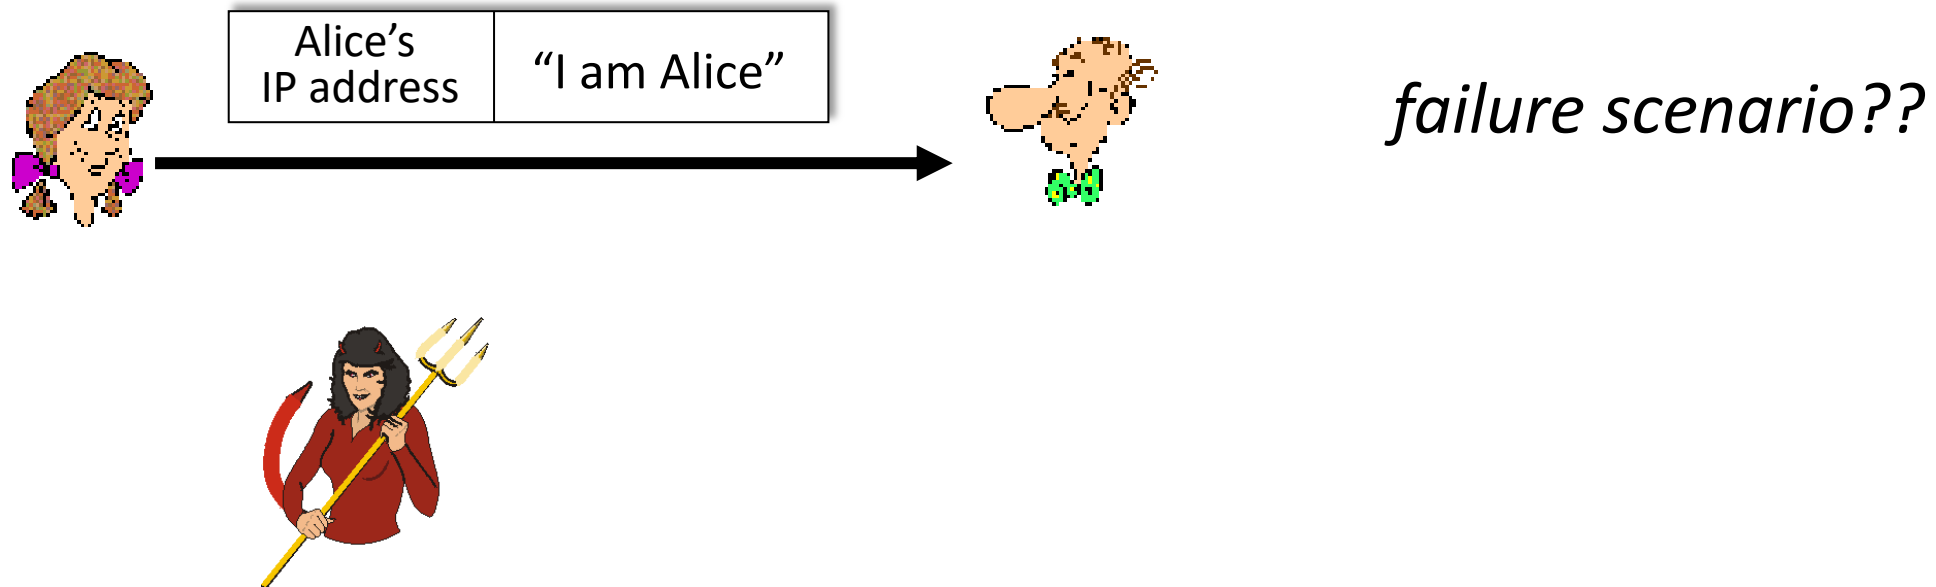 Alice’s
IP address
“I am Alice”
failure scenario??